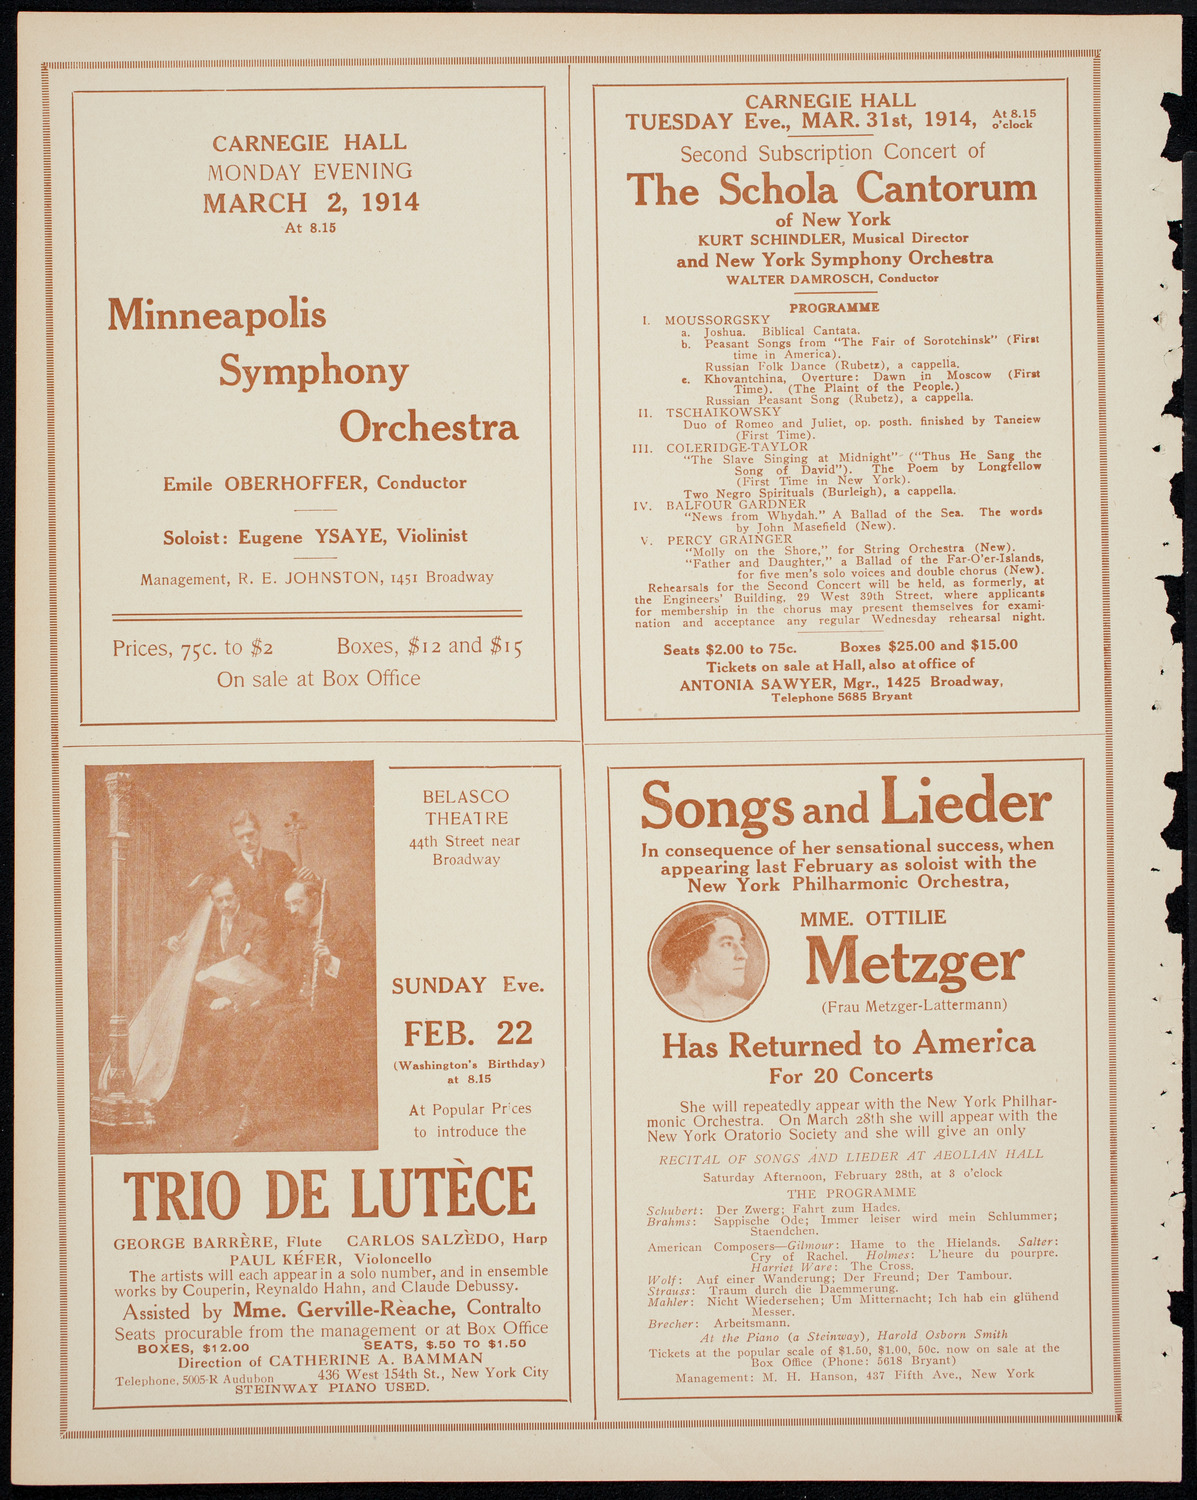 CARNEGIE HALL
MONDAY EVENING
MARCH 2, 1914
At 8.15
Minneapolis
Symphony
Orchestra
Emile OBERHOFFER, Conductor
Soloist: Eugene YSAYE, Violinist
Management, R. E. JOHNSTON, 1451 Broadway
Prices, 75c. to $2 Boxes, $12 and $15
On sale at Box Office
CARNEGIE HALL
TUESDAY Eve., MAR. 31st, 1914, At 8.15 o'clock
Second Subscription Concert of
The Schola Cantorum
of New York
KURT SCHINDLER, Musical Director
and New York Symphony Orchestra
WALTER DAMROSCH, Conductor
PROGRAMME
I. MOUSSORGSKY
a. Joshua. Biblical Cantata.
b. Peasant Songs from "The Fair of Sorotchinsk" (First
time in America).
Russian Folk Dance (Rubetz), a cappella.
c. Khovantchina, Overture: Dawn in Moscow (First
Time). (The Plaint of the People.)
Russian Peasant Song (Rubetz), a cappella.
II. TSCHAIKOWSKY
Duo of Romeo and Juliet, op. posth. finished by Taneiew
(First Time).
III. COLERIDGE-TAYLOR
"The Slave Singing at Midnight" ("Thus He Sang the
Song of David"). The Poem by Longfellow
(First Time in New York).
Two Negro Spirituals (Burleigh), a cappella.
IV. BALFOUR GARDNER
"News from Whydah." A Ballad of the Sea. The words
by John Masefield (New).
V. PERCY GRAINGER
"Molly on the Shore," for String Orchestra (New).
"Father and Daughter," a Ballad of the Far-O'er-Islands,
for five men's solo voices and double chorus (New).
Rehearsals for the Second Concert will be held, as formerly, at
the Engineers' Building, 29 West 39th Street, where applicants
for membership in the chorus may present themselves for exami-
nation and acceptance any regular Wednesday rehearsal night.
Seats $2.00 to 75c. Boxes $25.00 and $15.00
Tickets on sale at Hall, also at office of
ANTONIA SAWYER, Mgr., 1425 Broadway,
Telephone 5685 Bryant
BELASCO
THEATRE
44th Street near
Broadway
SUNDAY Eve.
FEB. 22
(Washington's Birthday)
at 8.15
At Popular Prices
to introduce the
TRIO DE LUTÈCE
GEORGE BARRÈRE, Flute CARLOS SALZÈDO, Harp
PAUL KÉFER, Violoncello
The artists will each appear in a solo number, and in ensemble
works by Couperin, Reynaldo Hahn, and Claude Debussy.
Assisted by Mme. Gerville-Rèache, Contralto
Seats procurable from the management or at Box Office
BOXES, $12.00 SEATS, $.50 TO $1.50
Direction of CATHERINE A. BAMMAN
Telephone, 5005-R Audubon 436 West 154th St., New York City
STEINWAY PIANO USED.
Songs and Lieder
In consequence of her sensational success, when
appearing last February as soloist with the
New York Philharmonic Orchestra,
MME. OTTILIE
Metzger
(Frau Metzger-Lattermann)
Has Returned to America
For 20 Concerts
She will repeatedly appear with the New York Philhar-
monic Orchestra. On March 28th she will appear with the
New York Oratorio Society and she will give an only
RECITAL OF SONGS AND LIEDER AT AEOLIAN HALL
Saturday Afternoon, February 28th, at 3 o'clock
THE PROGRAMME
Schubert: Der Zwerg; Fahrt zum Hades.
Brahms: Sappische Ode; Immer leiser wird mein Schlummer;
Staendchen.
American Composers—Gilmour: Hame to the Hielands. Salter:
Cry of Rachel. Holmes: L'heure du pourpre.
Harriet Ware: The Cross.
Wolf: Auf einer Wanderung; Der Freund; Der Tambour.
Strauss: Traum durch die Daemmerung.
Mahler: Nicht Wiedersehen; Um Mitternacht; Ich hab ein glühend
Messer.
Brecher: Arbeitsmann.
At the Piano (a Steinway), Harold Osborn Smith
Tickets at the popular scale of $1.50, $1.00, 50c. now on sale at the
Box Office (Phone: 5618 Bryant)
Management: M. H. Hanson, 437 Fifth Ave., New York